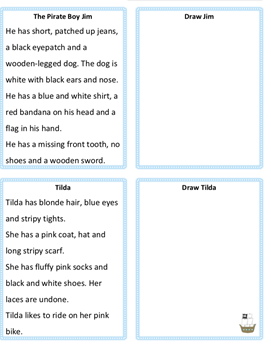 The Pirate Boy Jim
He has short, patched up jeans,
a black eyepatch and a
wooden-legged dog. The dog is
white with black ears and nose.
He has a blue and white shirt, a
red bandana on his head and a
flag in his hand.
He has a missing front tooth, no
shoes and a wooden sword.
Draw Jim
Tilda
Tilda has blonde hair, blue eyes
and stripy tights.
She has a pink coat, hat and
long stripy scarf.
She has fluffy pink socks and
black and white shoes. Her
laces are undone.
Tilda likes to ride on her pink
bike.
Draw Tilda